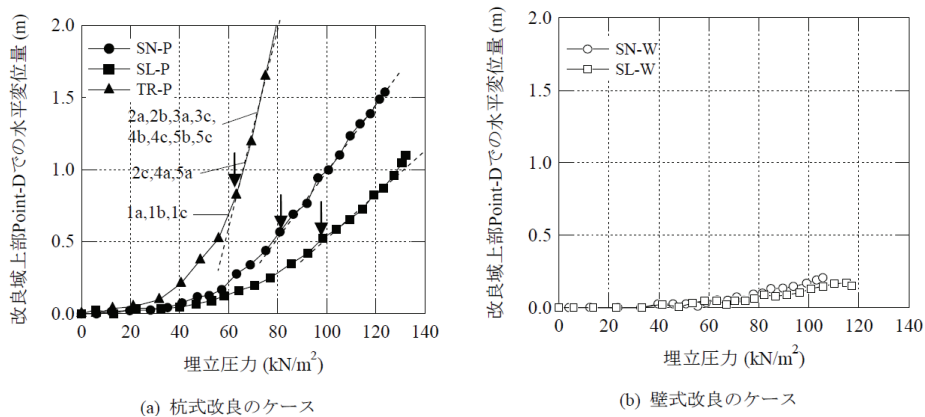 改良域上部Point-Dでの水平変位量 (m)
2.0
1.5
1.0
0.5
0.0
SN-P
SL-P
TR-P
2a,2b,3a,3c,
4b,4c,5b,5c
2c,4a,5a
1a,1b,1c
0 20 40 60 80 100 120 140
埋立圧力 (kN/m²)
(a) 杭式改良のケース
改良域上部Point-Dでの水平変位量 (m)
2.0
1.5
1.0
0.5
0.0
SN-W
SL-W
0 20 40 60 80 100 120 140
埋立圧力 (kN/m²)
(b) 壁式改良のケース